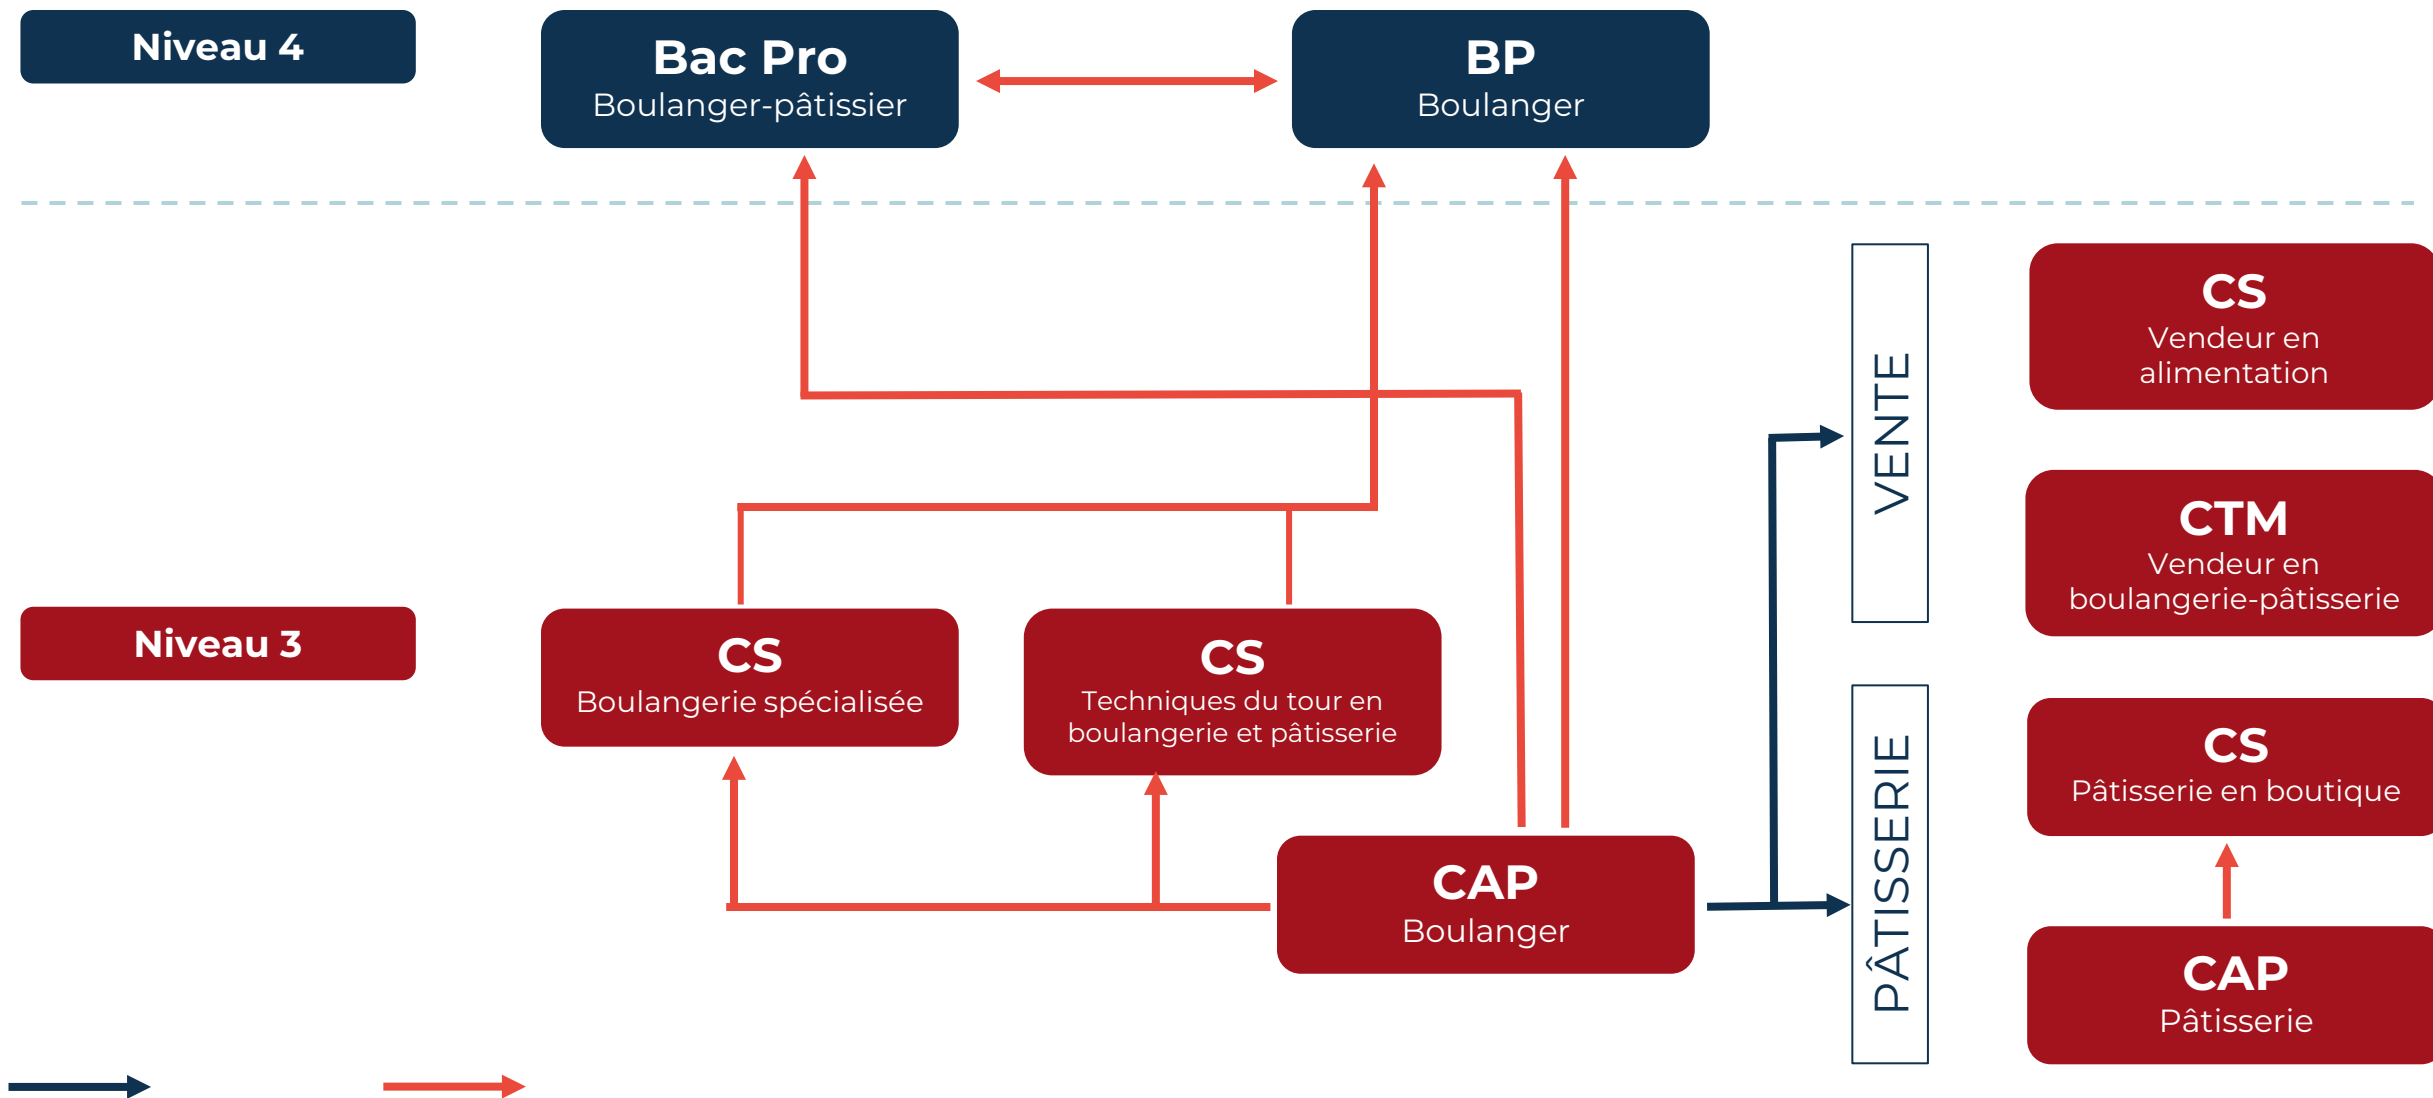 Niveau 4
Bac Pro
Boulanger-pâtissier
BP
Boulanger
VENTE
CS
Vendeur en
alimentation
CTM
Vendeur en
boulangerie-pâtisserie
Niveau 3
CS
Boulangerie spécialisée
CS
Techniques du tour en
boulangerie et pâtisserie
CAP
Boulanger
PÂTISSERIE
CS
Pâtisserie en boutique
CAP
Pâtisserie